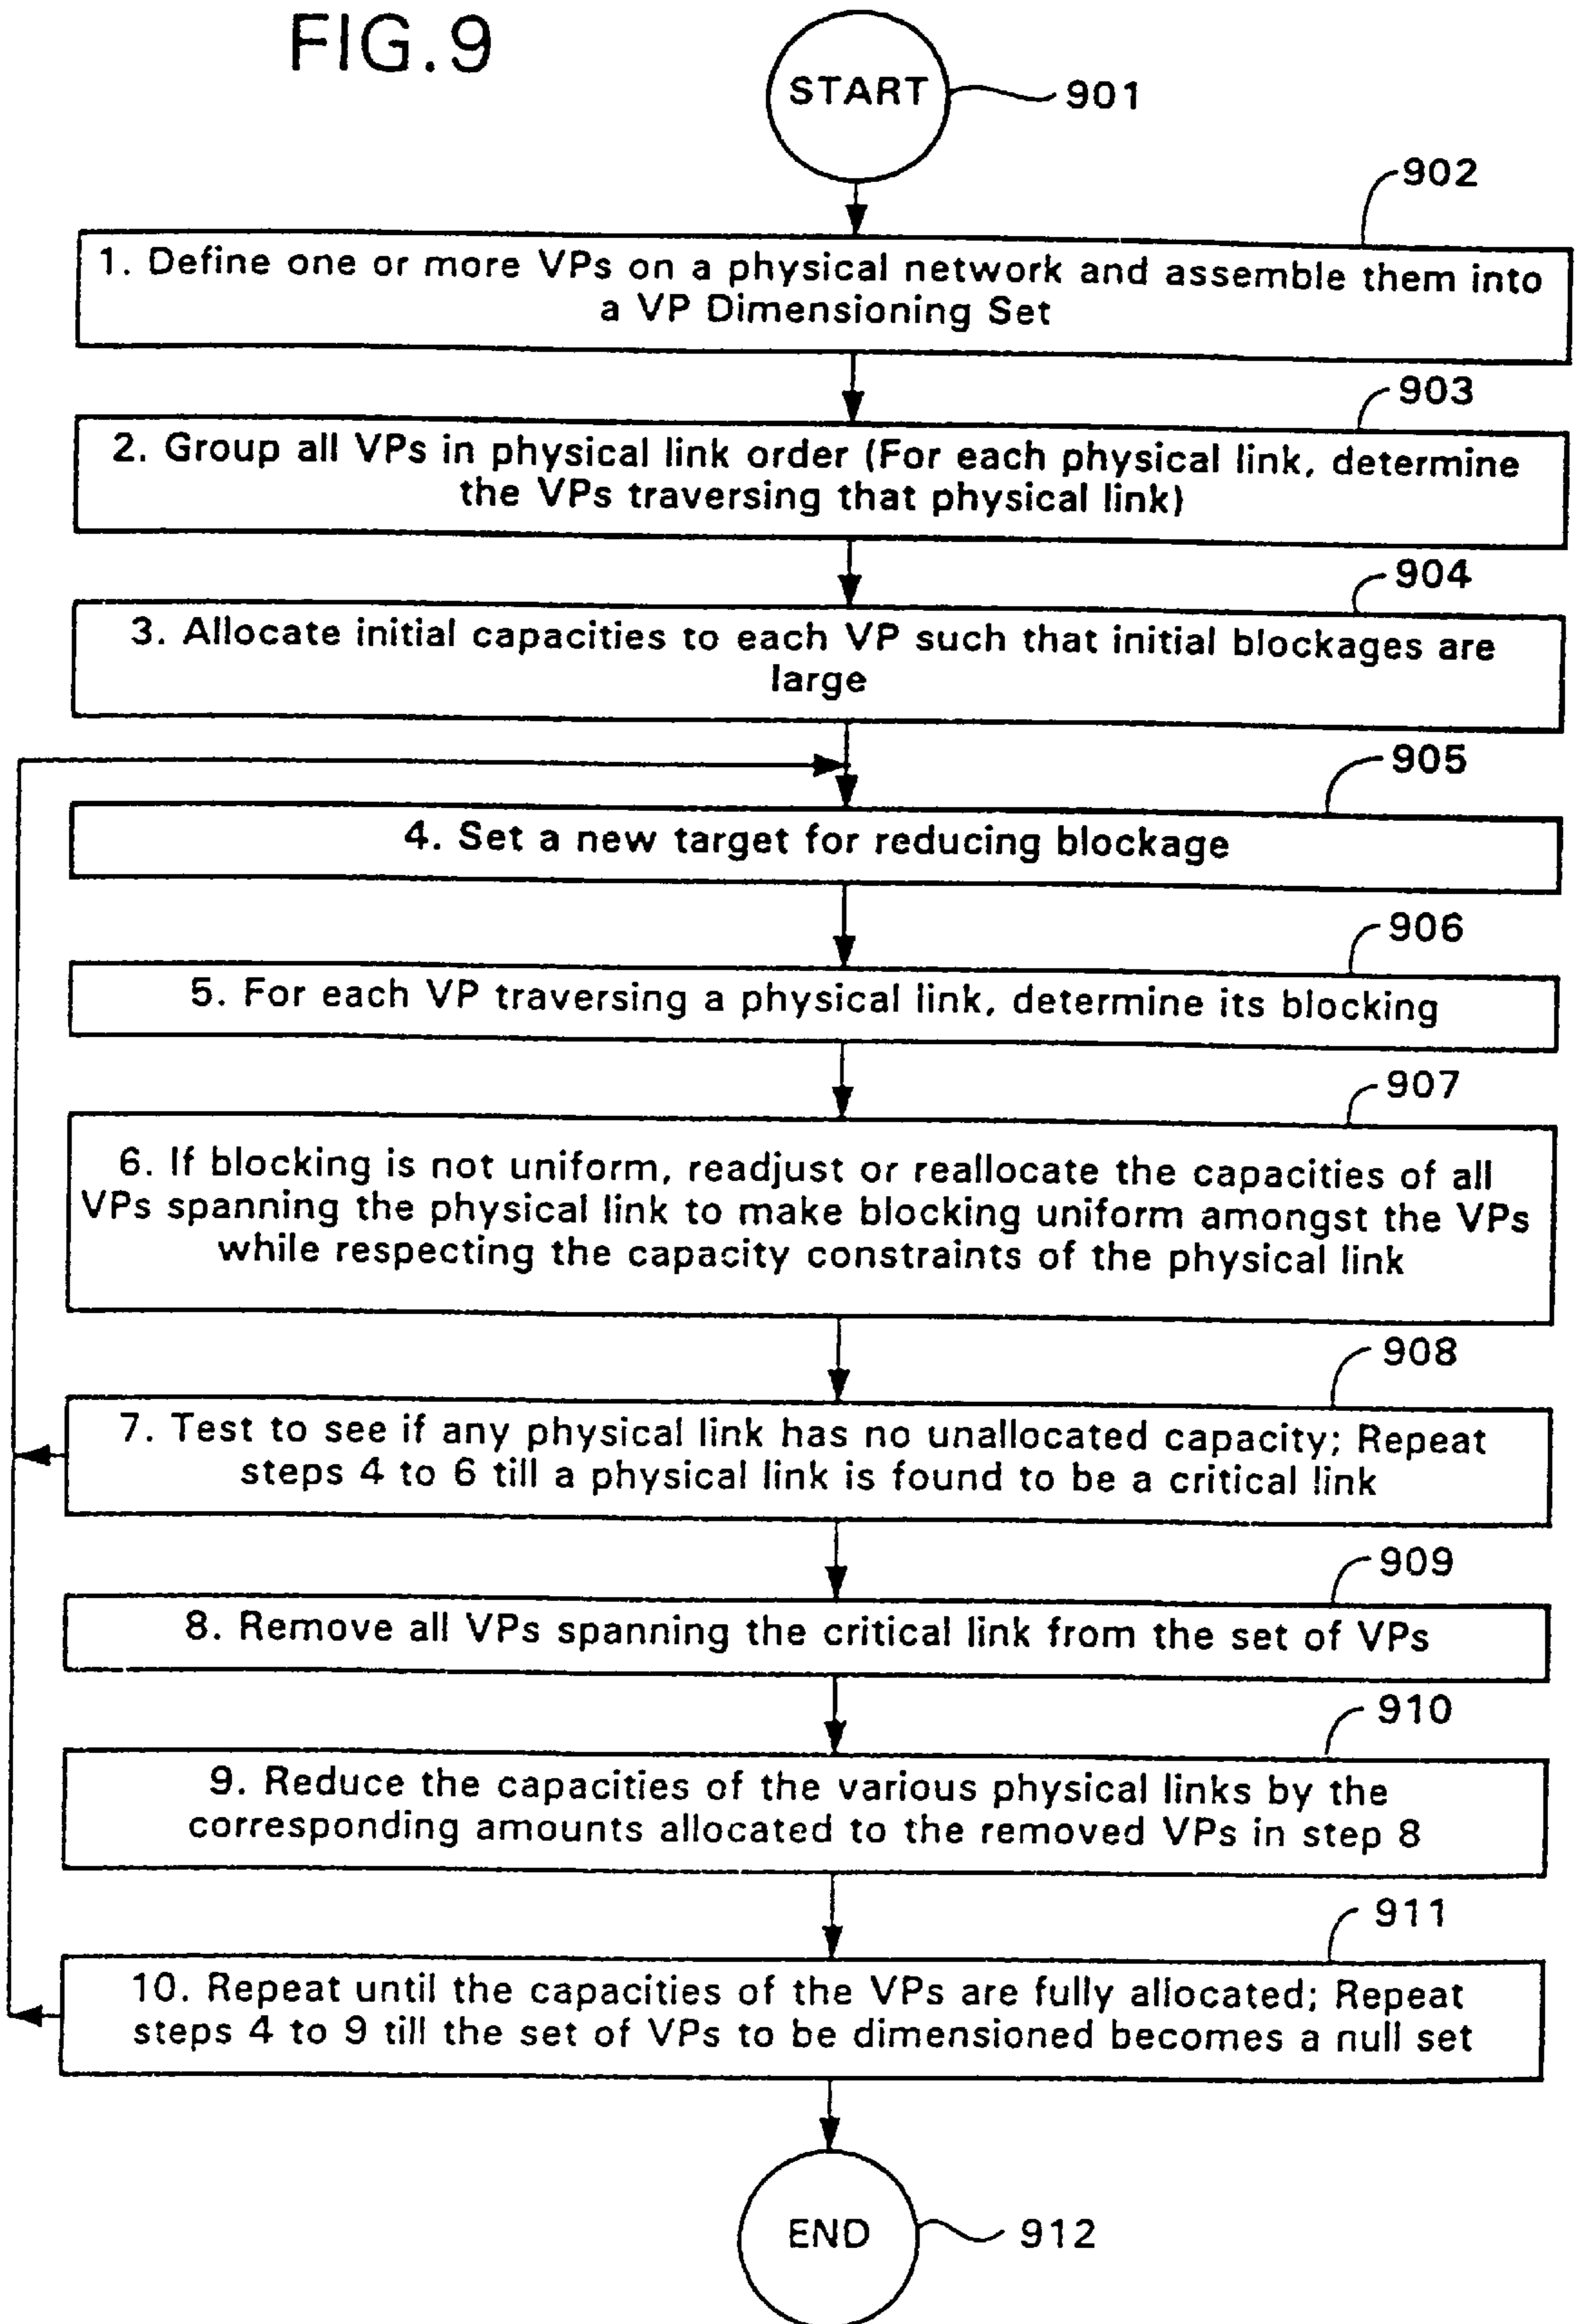 FIG.9
START
901
902
1. Define one or more VPs on a physical network and assemble them into
a VP Dimensioning Set
903
2. Group all VPs in physical link order (For each physical link, determine
the VPs traversing that physical link)
904
3. Allocate initial capacities to each VP such that initial blockages are
large
905
4. Set a new target for reducing blockage
906
5. For each VP traversing a physical link, determine its blocking
907
6. If blocking is not uniform, readjust or reallocate the capacities of all
VPs spanning the physical link to make blocking uniform amongst the VPs
while respecting the capacity constraints of the physical link
908
7. Test to see if any physical link has no unallocated capacity; Repeat
steps 4 to 6 till a physical link is found to be a critical link
909
8. Remove all VPs spanning the critical link from the set of VPs
910
9. Reduce the capacities of the various physical links by the
corresponding amounts allocated to the removed VPs in step 8
911
10. Repeat until the capacities of the VPs are fully allocated; Repeat
steps 4 to 9 till the set of VPs to be dimensioned becomes a null set
END
912